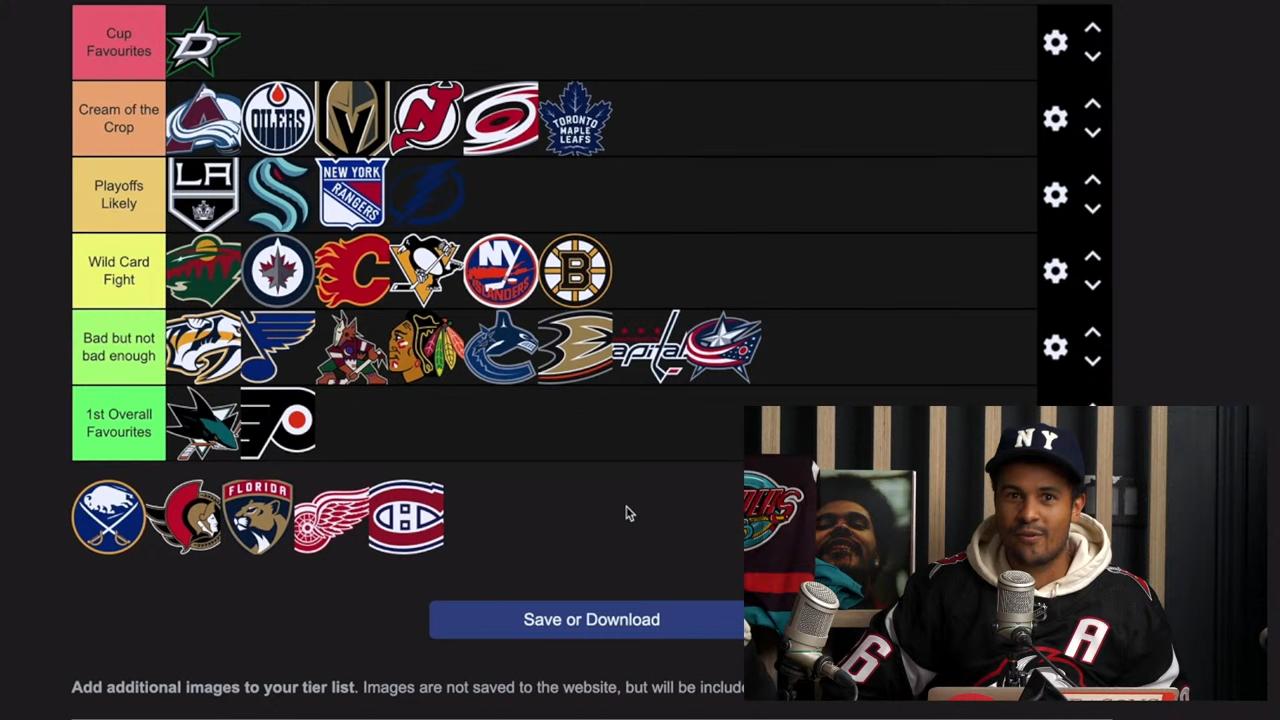 Cup
Favourites
Cream of the
Crop
OILERS
TORONTO
MAPLE
LEAFS
Playoffs
Likely
LA
NEW YORK
RANGERS
Wild Card
Fight
NY
ISLANDERS
B
Bad but not
bad enough
apitals
1st Overall
Favourites
FLORIDA
NY
A
6
Save or Download
Add additional images to your tier list. Images are not saved to the website, but will be include